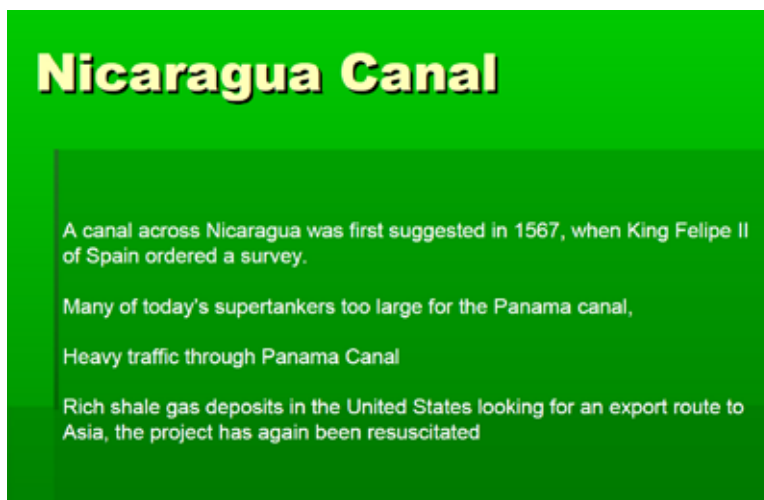 Nicaragua Canal
A canal across Nicaragua was first suggested in 1567, when King Felipe II
of Spain ordered a survey.
Many of today's supertankers too large for the Panama canal,
Heavy traffic through Panama Canal
Rich shale gas deposits in the United States looking for an export route to
Asia, the project has again been resuscitated